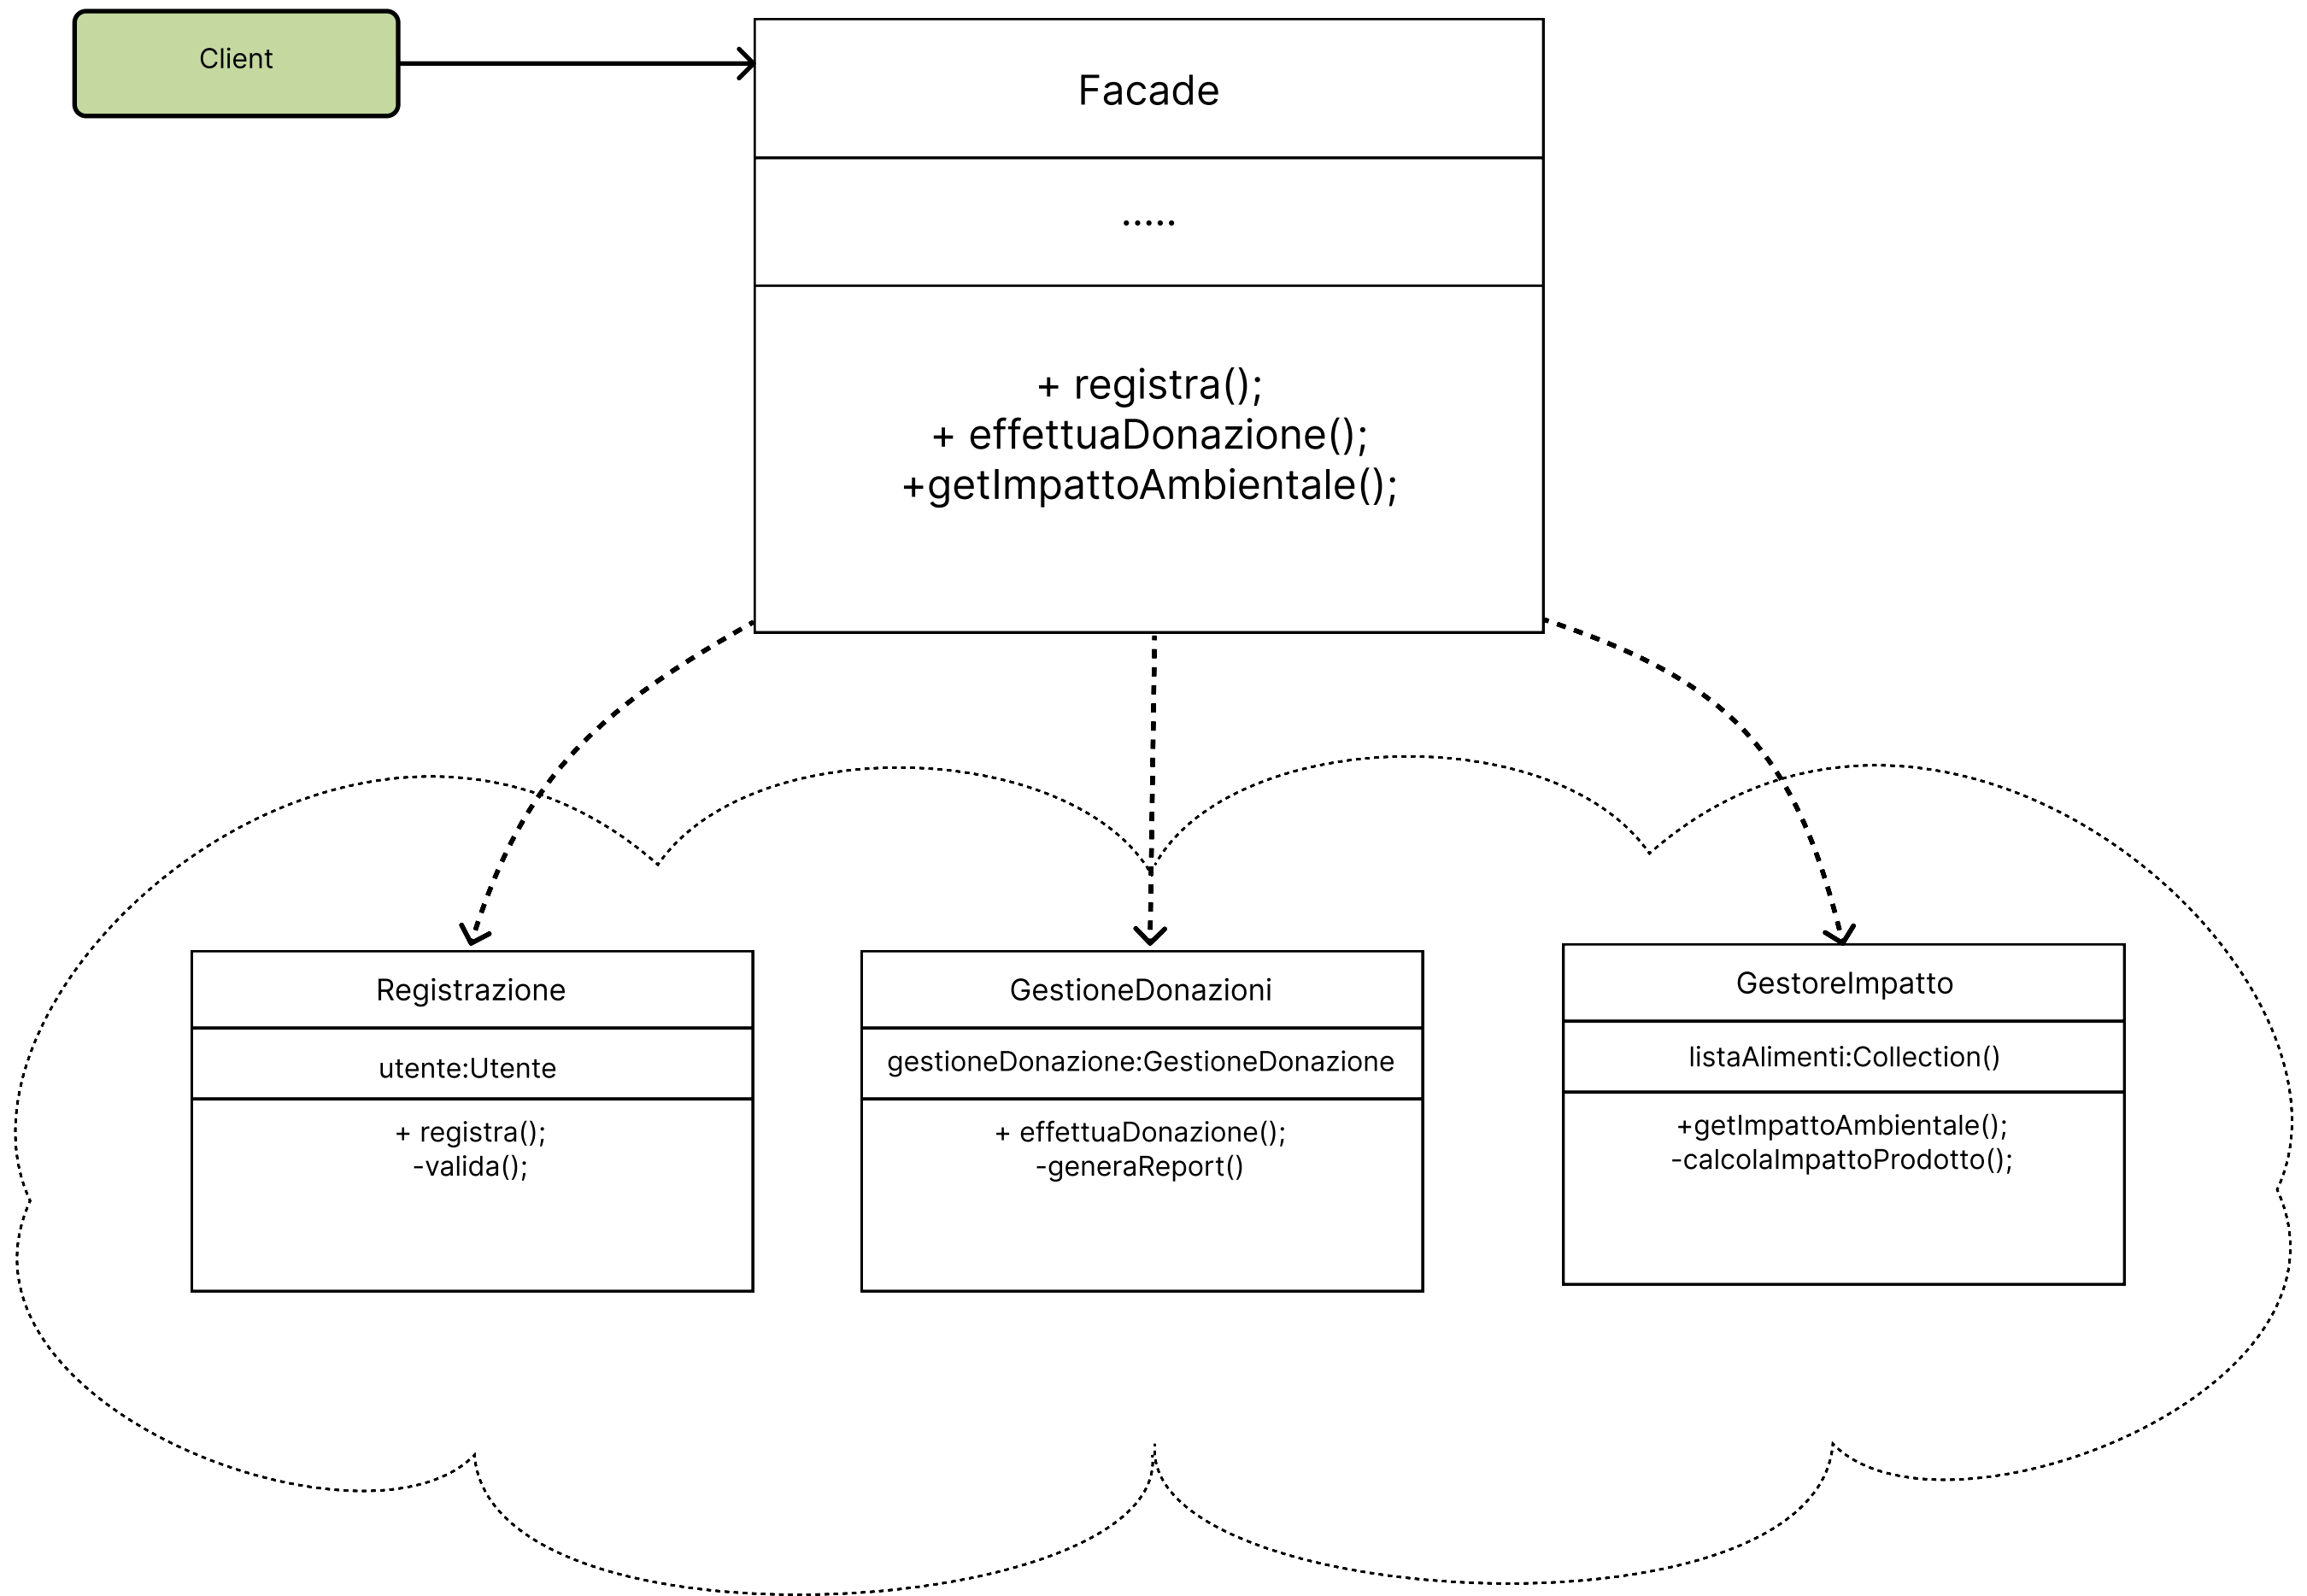 Client
Facade
.....
+ registra();
+ effettuaDonazione();
+getImpattoAmbientale();
Registrazione
utente:Utente
+ registra();
-valida();
GestioneDonazioni
gestioneDonazione:GestioneDonazione
+ effettuaDonazione();
-generaReport()
GestoreImpatto
listaAlimenti:Collection()
+getImpattoAmbientale();
-calcolaImpattoProdotto();